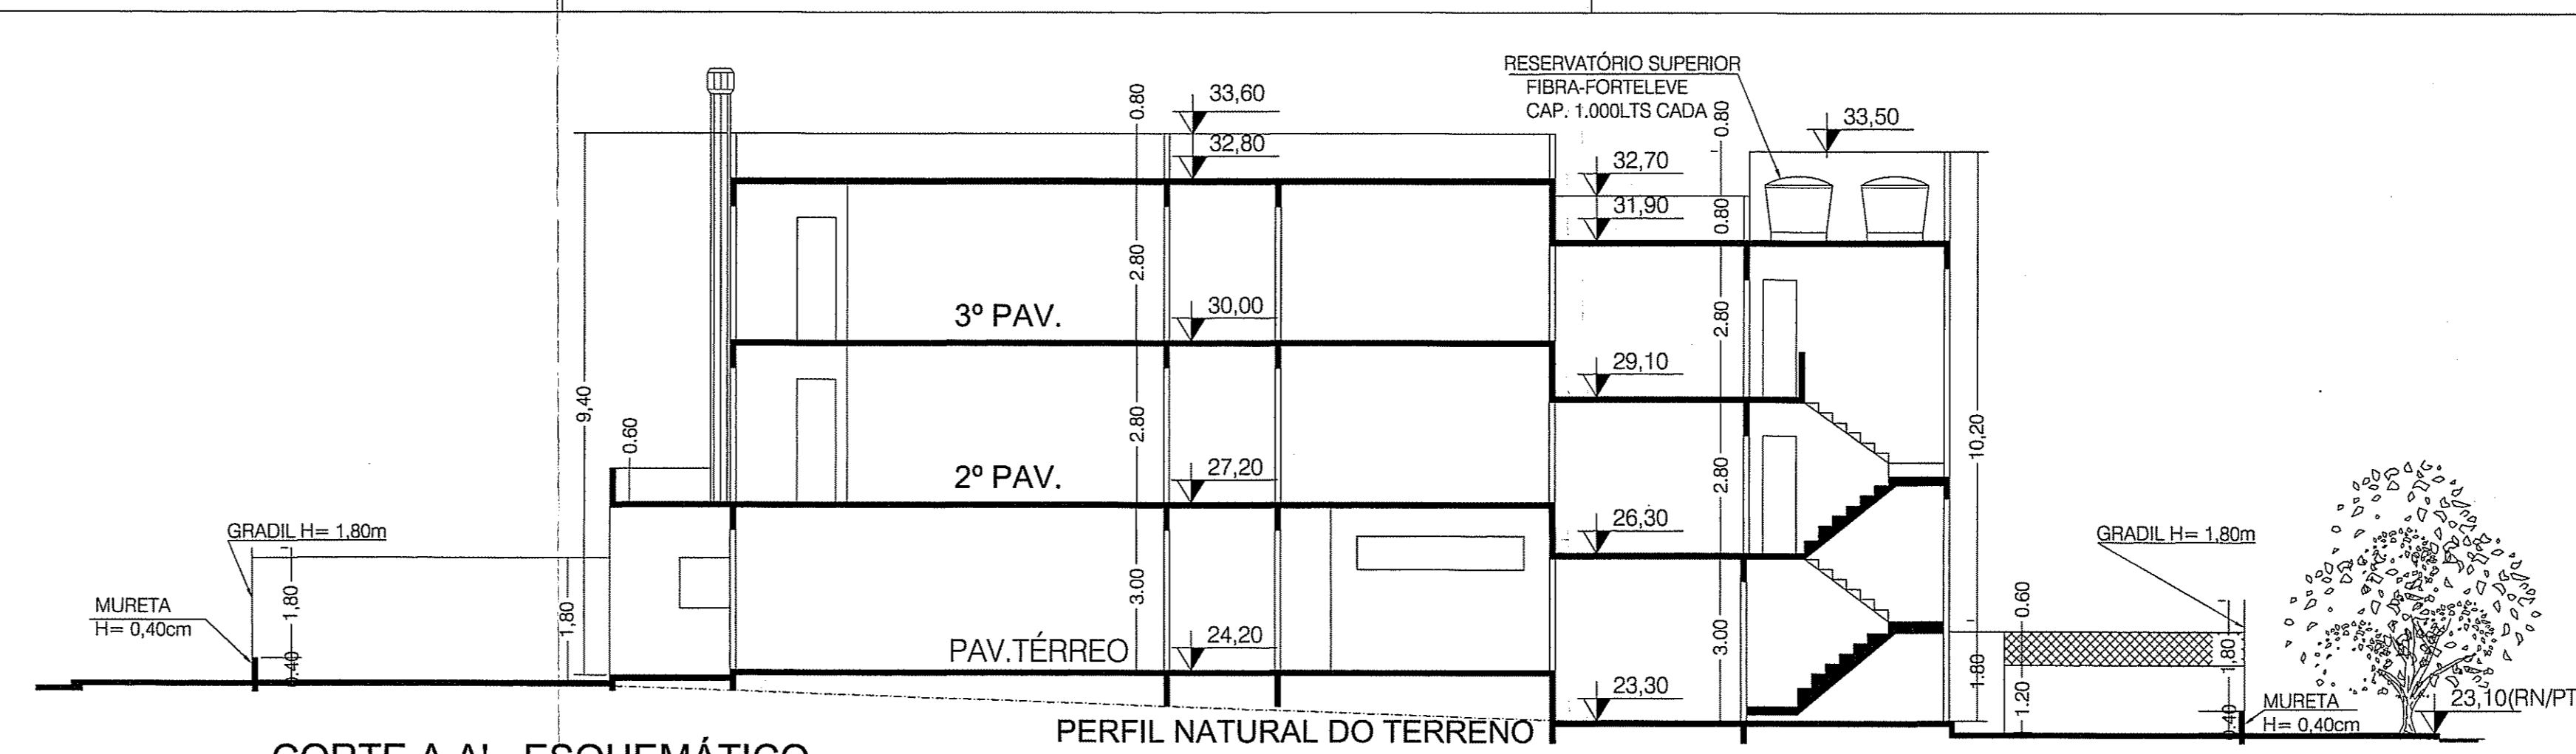 RESERVATÓRIO SUPERIOR
FIBRA-FORTELEVE
CAP. 1.000LTS CADA
0.80
33,60
32,80
0.80
33,50
32,70
31,90
0.80
2.80
3º PAV.
30,00
2.80
29,10
9,40
0.60
2.80
10,20
2º PAV.
27,20
2.80
26,30
GRADIL H= 1,80m
GRADIL H= 1,80m
MURETA
H= 0,40cm
1,80
1,80
0.40
3.00
PAV.TÉRREO
24,20
3.00
23,30
0.60
1.80
1.20
1,80
0.40
MURETA
H= 0,40cm
23,10(RN/PT
PERFIL NATURAL DO TERRENO
CORTE A A' - ESQUEMÁTICO